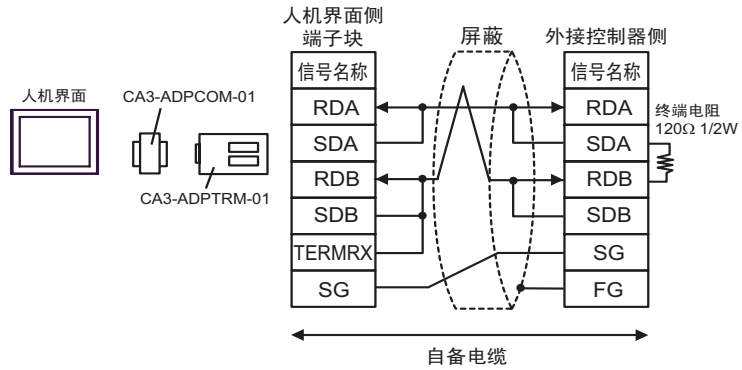 人机界面侧
端子块
屏蔽
外接控制器侧
人机界面
CA3-ADPCOM-01
CA3-ADPTRM-01
信号名称
RDA
SDA
RDB
SDB
TERMRX
SG
信号名称
RDA
SDA
RDB
SDB
SG
FG
终端电阻
120Ω 1/2W
自备电缆